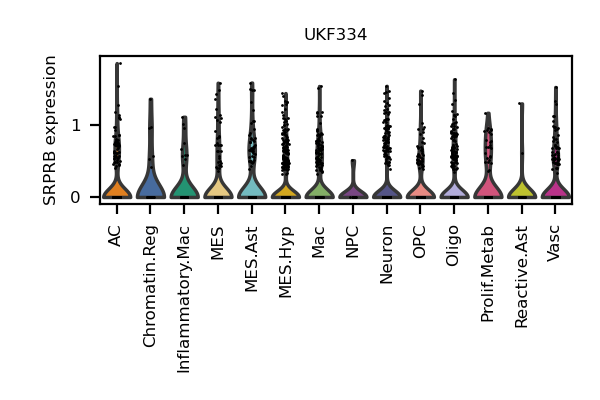 UKF334
SRPRB expression
1
0
AC
Chromatin.Reg
Inflammatory.Mac
MES
MES.Ast
MES.Hyp
Mac
NPC
Neuron
OPC
Oligo
Prolif.Metab
Reactive.Ast
Vasc